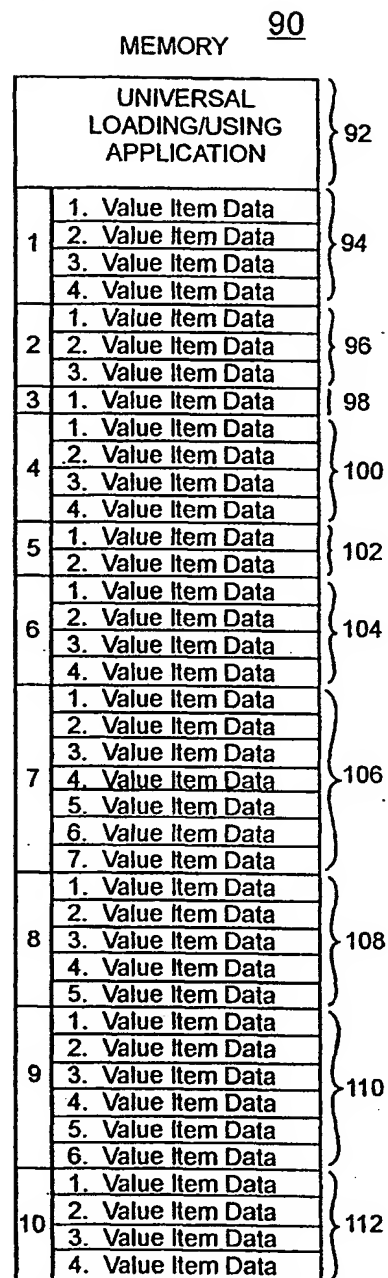 90
MEMORY
UNIVERSAL
LOADING/USING
APPLICATION
92
1
1. Value Item Data
2. Value Item Data
3. Value Item Data
4. Value Item Data
94
2
1. Value Item Data
2. Value Item Data
3. Value Item Data
96
3
1. Value Item Data
98
4
1. Value Item Data
2. Value Item Data
3. Value Item Data
4. Value Item Data
100
5
1. Value Item Data
2. Value Item Data
102
6
1. Value Item Data
2. Value Item Data
3. Value Item Data
4. Value Item Data
104
7
1. Value Item Data
2. Value Item Data
3. Value Item Data
4. Value Item Data
5. Value Item Data
6. Value Item Data
7. Value Item Data
106
8
1. Value Item Data
2. Value Item Data
3. Value Item Data
4. Value Item Data
5. Value Item Data
108
9
1. Value Item Data
2. Value Item Data
3. Value Item Data
4. Value Item Data
5. Value Item Data
6. Value Item Data
110
10
1. Value Item Data
2. Value Item Data
3. Value Item Data
4. Value Item Data
112